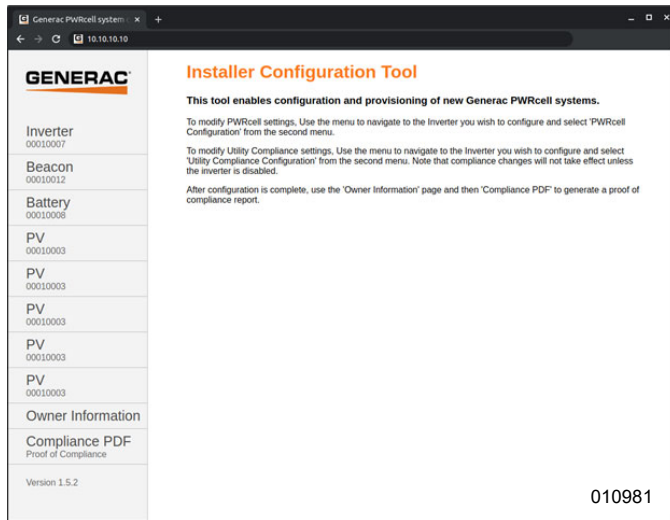 Generac PWRcell system c
10.10.10.10
GENERAC
Inverter
00010007
Beacon
00010012
Battery
00010008
PV
00010003
PV
00010003
PV
00010003
PV
00010003
PV
00010003
Owner Information
Compliance PDF
Proof of Compliance
Version 1.5.2
Installer Configuration Tool
This tool enables configuration and provisioning of new Generac PWRcell systems.
To modify PWRcell settings, Use the menu to navigate to the Inverter you wish to configure and select 'PWRcell
Configuration' from the second menu.
To modify Utility Compliance settings, Use the menu to navigate to the Inverter you wish to configure and select
'Utility Compliance Configuration' from the second menu. Note that compliance changes will not take effect unless
the inverter is disabled.
After configuration is complete, use the 'Owner Information' page and then 'Compliance PDF' to generate a proof of
compliance report.
010981